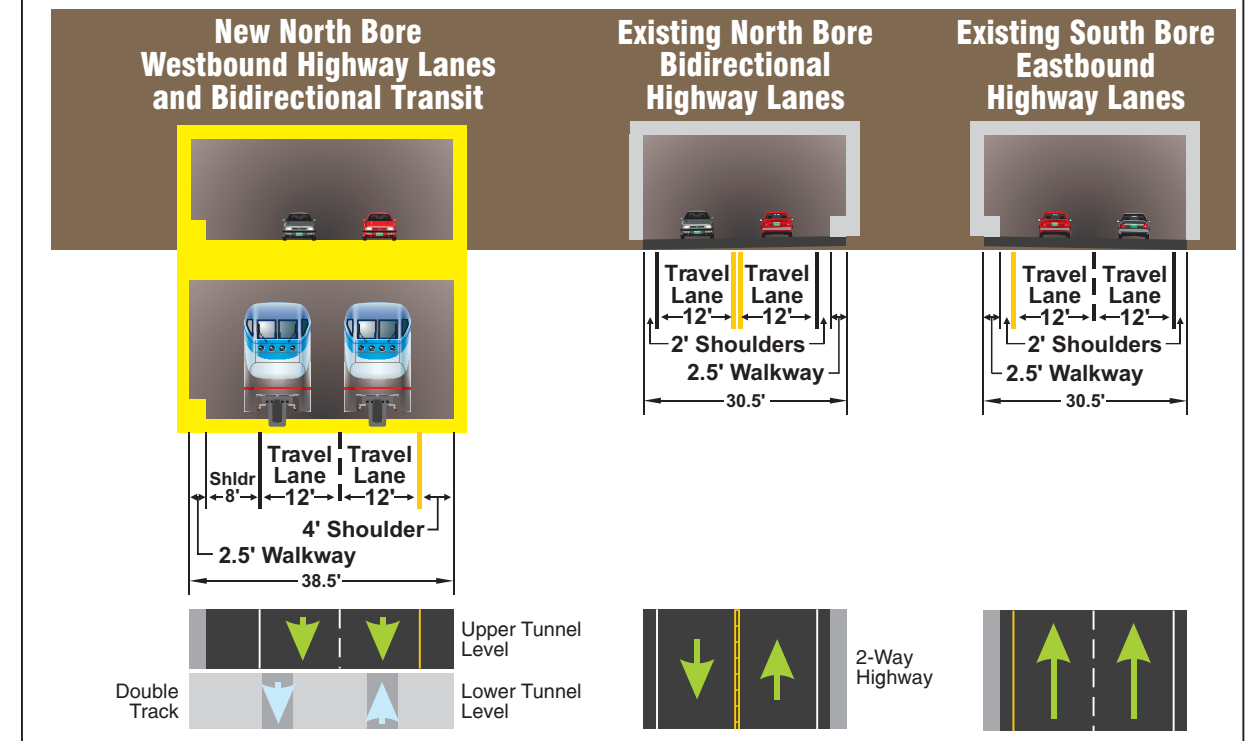 New North Bore
Westbound Highway Lanes
and Bidirectional Transit
Existing North Bore
Bidirectional
Highway Lanes
Existing South Bore
Eastbound
Highway Lanes
Shldr
8'
Travel
Lane
12'
Travel
Lane
12'
4' Shoulder
2.5' Walkway
38.5'
Travel
Lane
12'
Travel
Lane
12'
2' Shoulders
2.5' Walkway
30.5'
Travel
Lane
12'
Travel
Lane
12'
2' Shoulders
2.5' Walkway
30.5'
Upper Tunnel
Level
Double
Track
Lower Tunnel
Level
2-Way
Highway